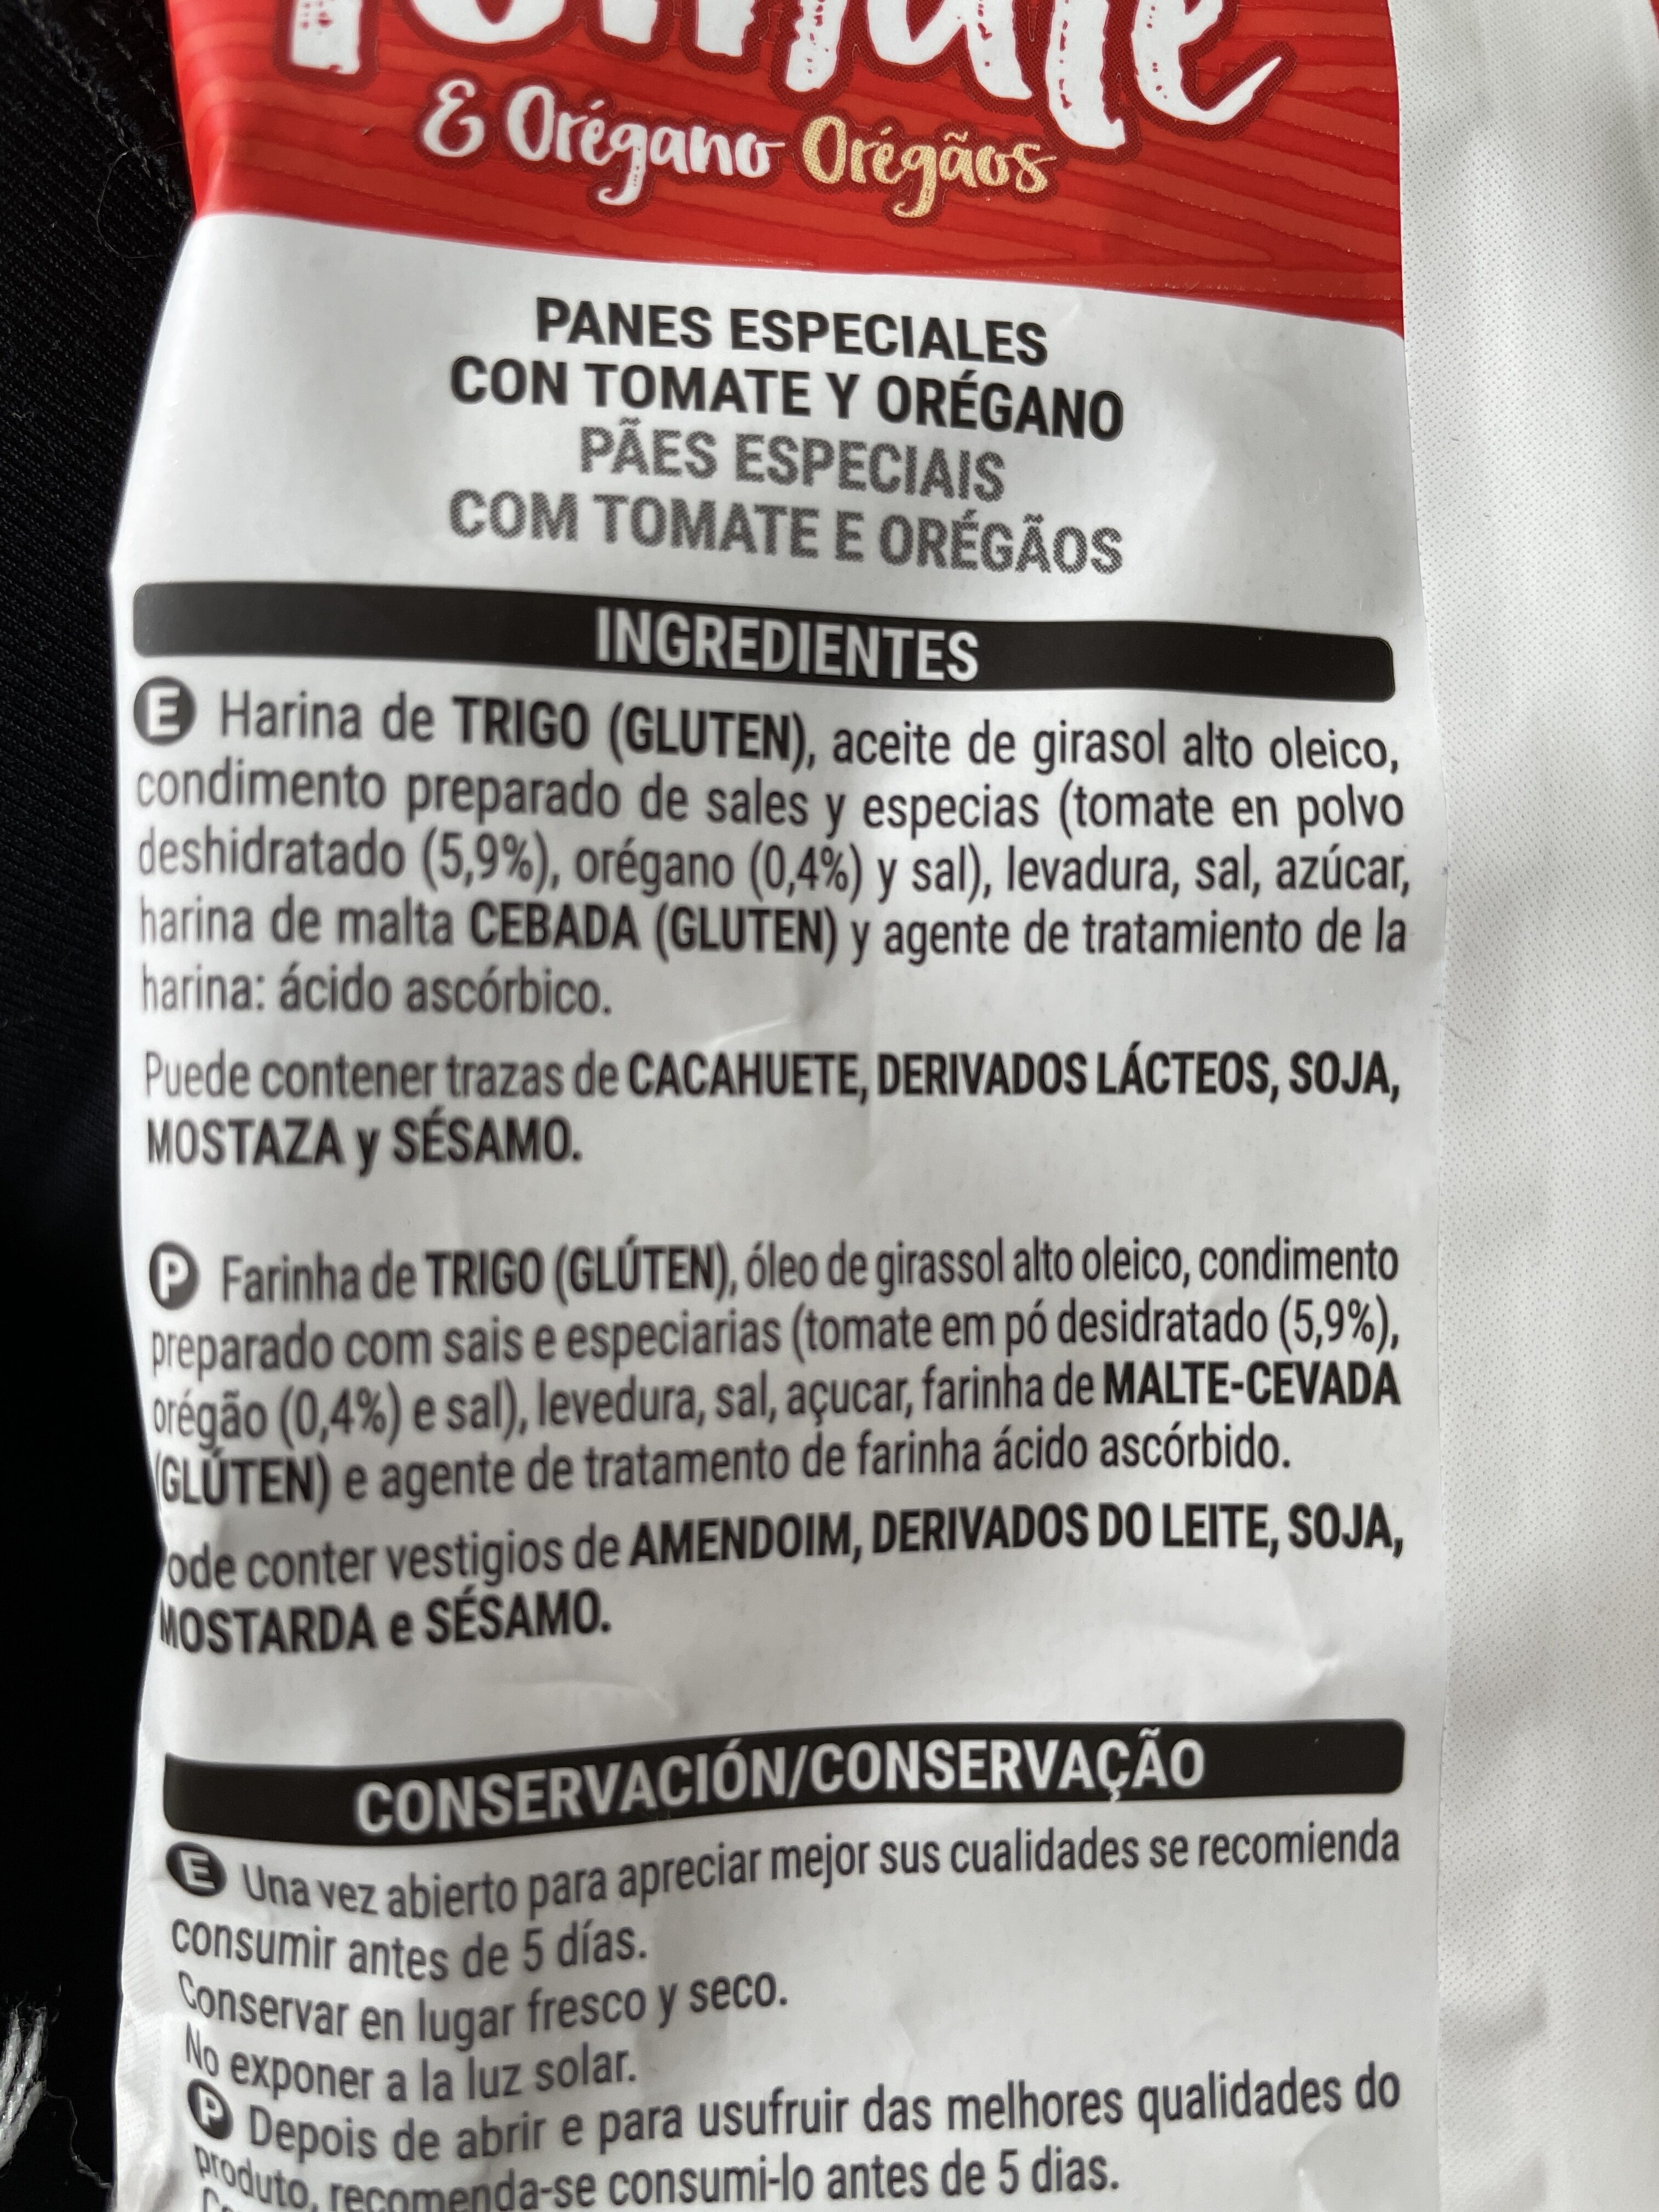 Tomate
& Orégano Orégãos
PANES ESPECIALES
CON TOMATE Y ORÉGANO
PÃES ESPECIAIS
COM TOMATE E ORÉGÃOS
INGREDIENTES
E Harina de TRIGO (GLUTEN), aceite de girasol alto oleico,
condimento preparado de sales y especias (tomate en polvo
deshidratado (5,9%), orégano (0,4%) y sal), levadura, sal, azúcar,
harina de malta CEBADA (GLUTEN) y agente de tratamiento de la
harina: ácido ascórbico.
Puede contener trazas de CACAHUETE, DERIVADOS LÁCTEOS, SOJA,
MOSTAZA y SÉSAMO.
P Farinha de TRIGO (GLÚTEN), óleo de girassol alto oleico, condimento
preparado com sais e especiarias (tomate em pó desidratado (5,9%),
orégão (0,4%) e sal), levedura, sal, açucar, farinha de MALTE-CEVADA
(GLÚTEN) e agente de tratamento de farinha ácido ascórbido.
ode conter vestigios de AMENDOIM, DERIVADOS DO LEITE, SOJA,
MOSTARDA e SÉSAMO.
CONSERVACIÓN/CONSERVAÇÃO
E Una vez abierto para apreciar mejor sus cualidades se recomienda
consumir antes de 5 días.
Conservar en lugar fresco y seco.
No exponer a la luz solar.
P Depois de abrir e para usufruir das melhores qualidades do
produto, recomenda-se consumi-lo antes de 5 dias.